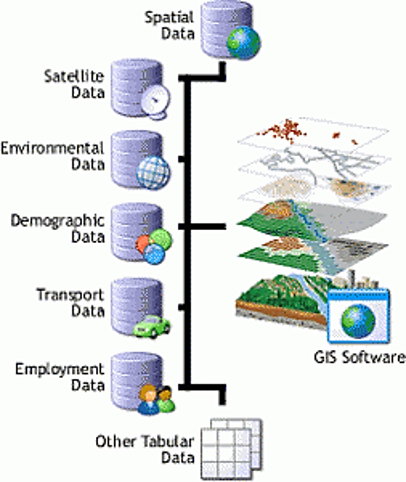 Spatial
Data
Satellite
Data
Environmental
Data
Demographic
Data
Transport
Data
GIS Software
Employment
Data
Other Tabular
Data